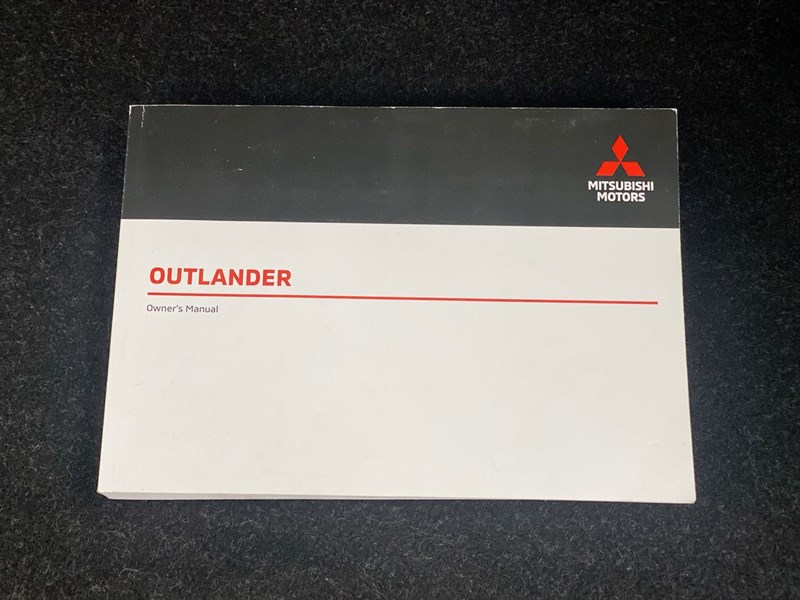 MITSUBISHI
MOTORS
OUTLANDER
Owner's Manual